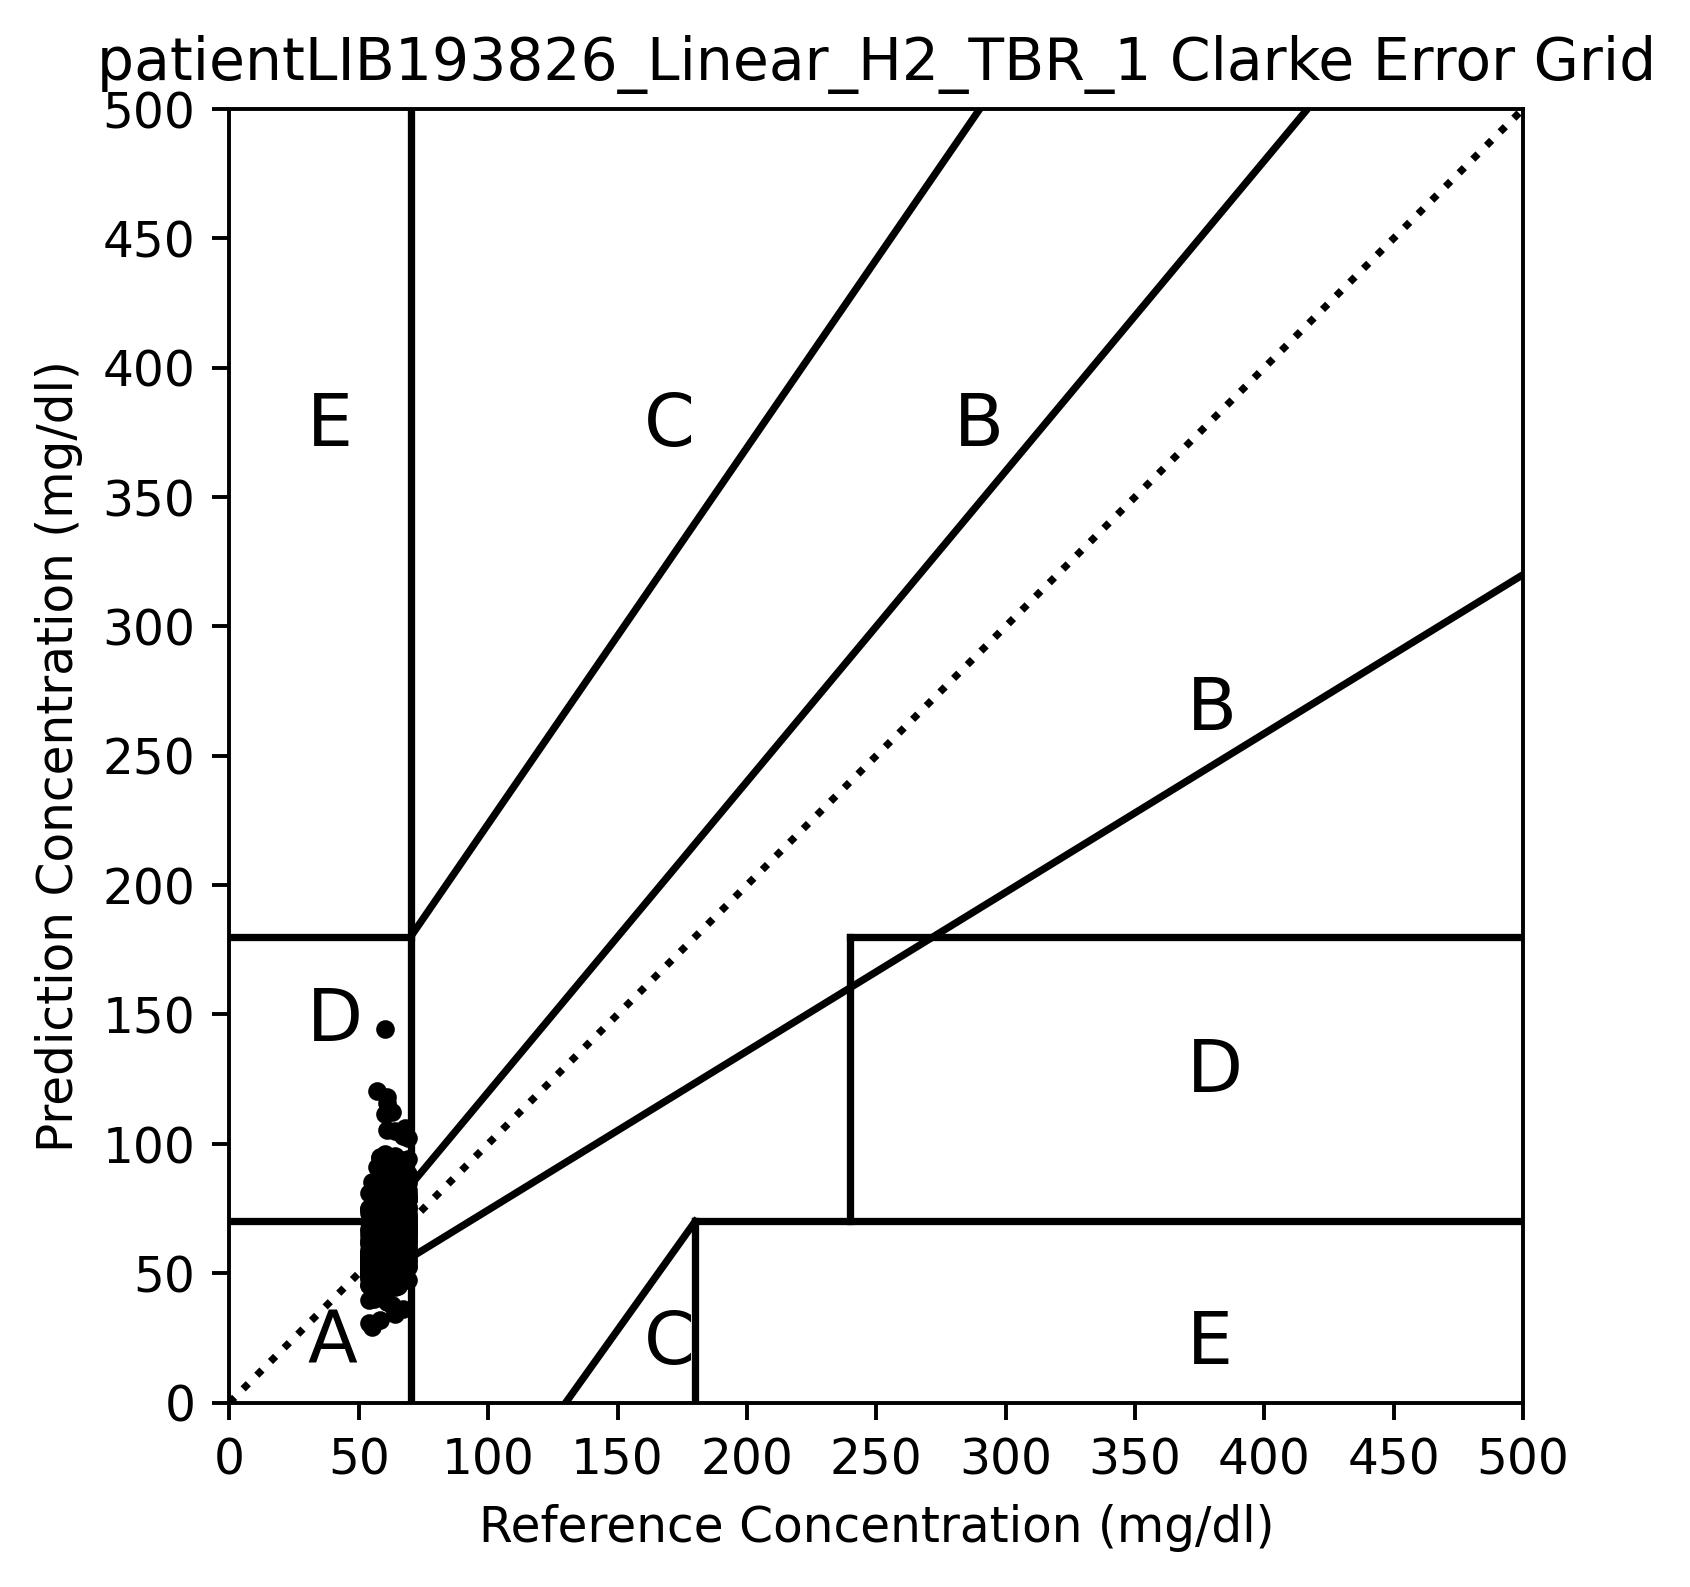 patientLIB193826_Linear_H2_TBR_1 Clarke Error Grid
500
450
400
350
300
250
200
150
100
50
0
Prediction Concentration (mg/dl)
E
C
B
B
D
D
A
C
E
0 50 100 150 200 250 300 350 400 450 500
Reference Concentration (mg/dl)